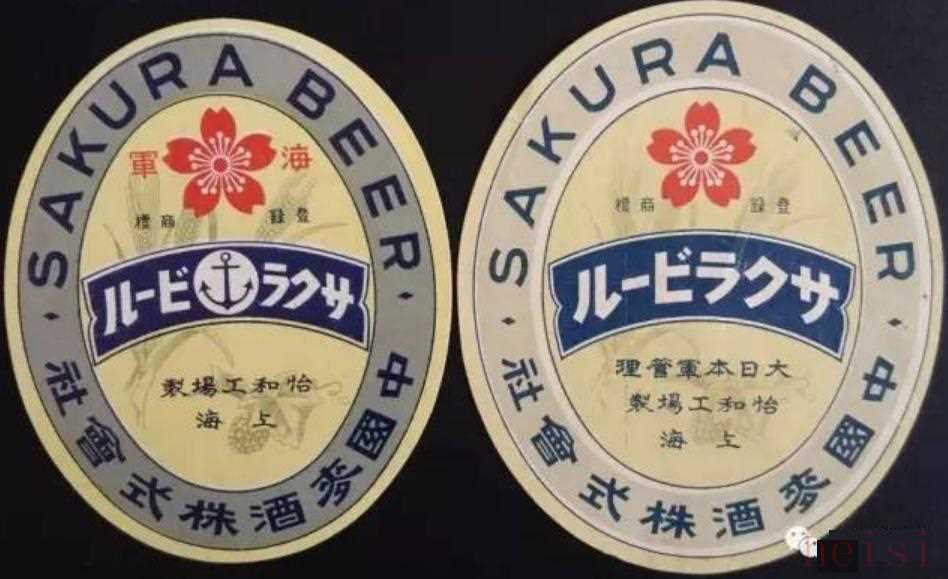 SAKURA BEER
海軍
登錄商標
サクラビール
怡和工場製
上海
中國麥酒株式會社
SAKURA BEER
登錄商標
サクラビール
大日本軍管理
怡和工場製
上海
中國麥酒株式會社